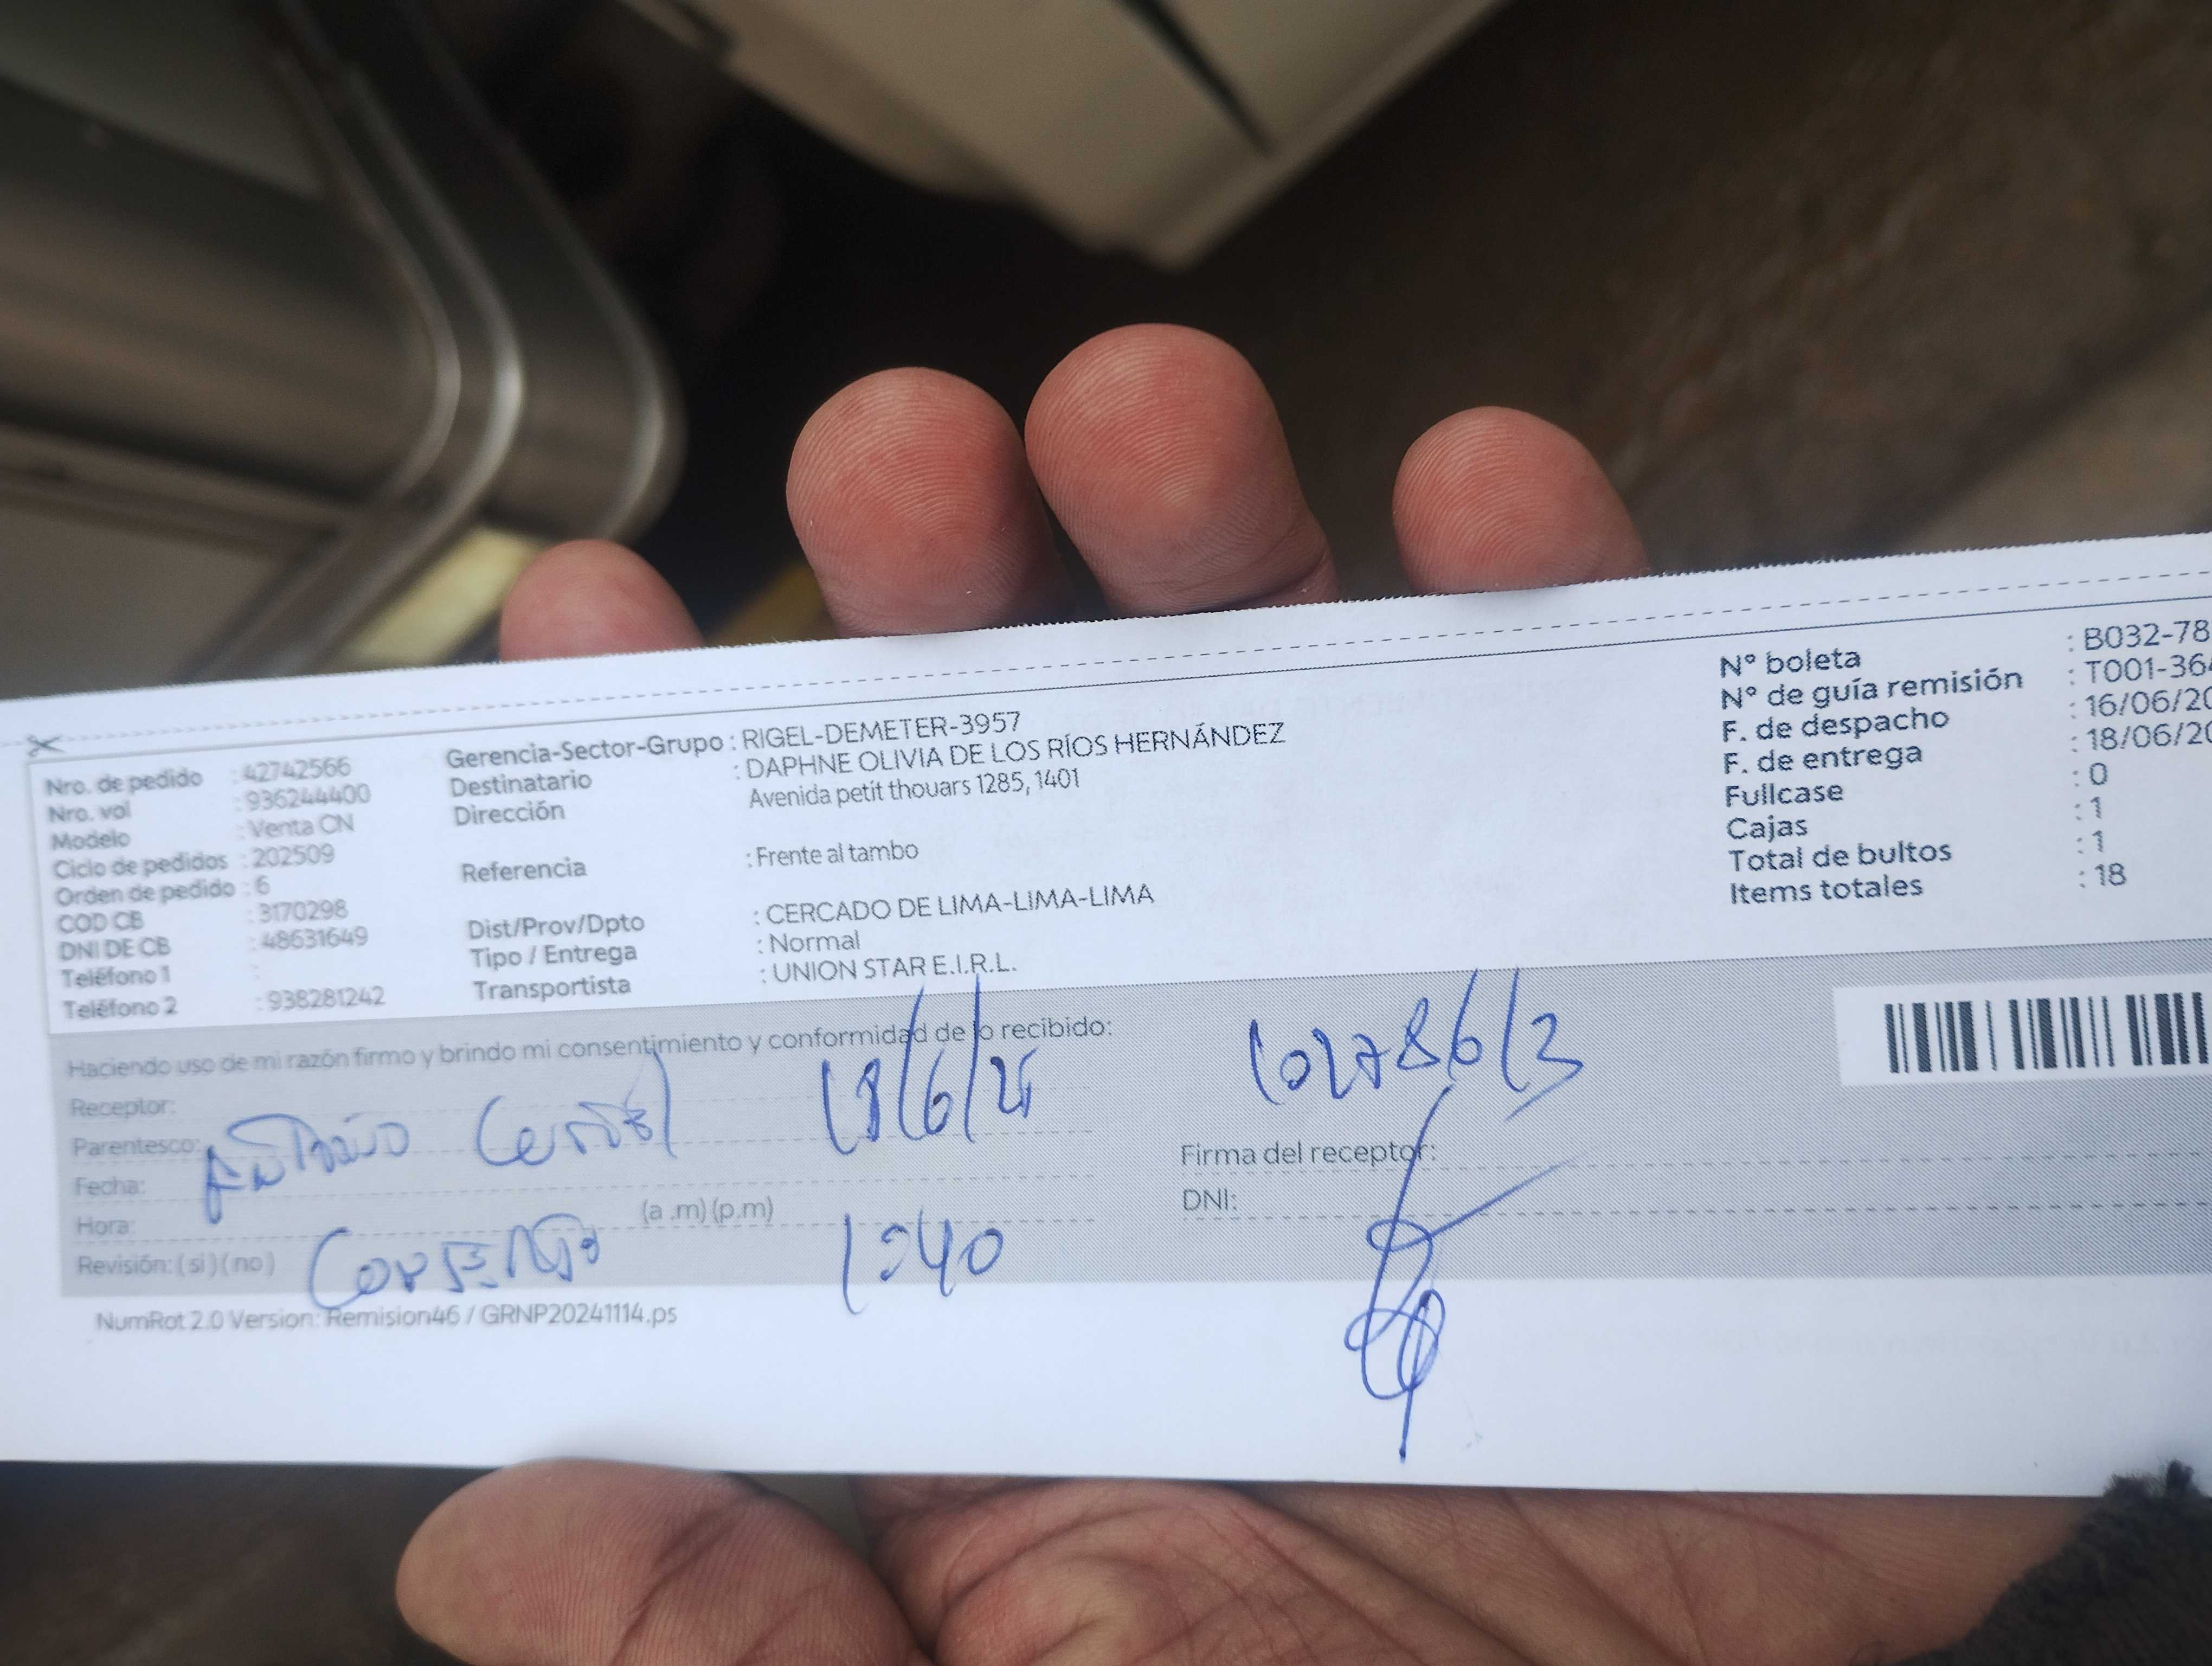 Nro. de pedido : 42742566
Nro. vol : 936244400
Modelo : Venta CN
Ciclo de pedidos : 202509
Orden de pedido : 6
COD CB : 3170298
DNI DE CB : 48631649
Teléfono 1 :
Teléfono 2 : 938281242
Gerencia-Sector-Grupo : RIGEL-DEMETER-3957
Destinatario : DAPHNE OLIVIA DE LOS RÍOS HERNÁNDEZ
Dirección Avenida petit thouars 1285, 1401
Referencia : Frente al tambo
Dist/Prov/Dpto : CERCADO DE LIMA-LIMA-LIMA
Tipo / Entrega : Normal
Transportista : UNION STAR E.I.R.L.
N° boleta : B032-78
N° de guía remisión : T001-36
F. de despacho : 16/06/20
F. de entrega : 18/06/20
Fullcase : 0
Cajas : 1
Total de bultos : 1
Items totales : 18
Haciendo uso de mi razón firmo y brindo mi consentimiento y conformidad de lo recibido:
Receptor:
Parentesco:
Fecha:
Hora: (a .m) (p.m)
Revisión: ( si ) ( no )
18/6/25
1:40
Firma del receptor:
DNI:
NumRot 2.0 Version: Remision46 / GRNP20241114.ps